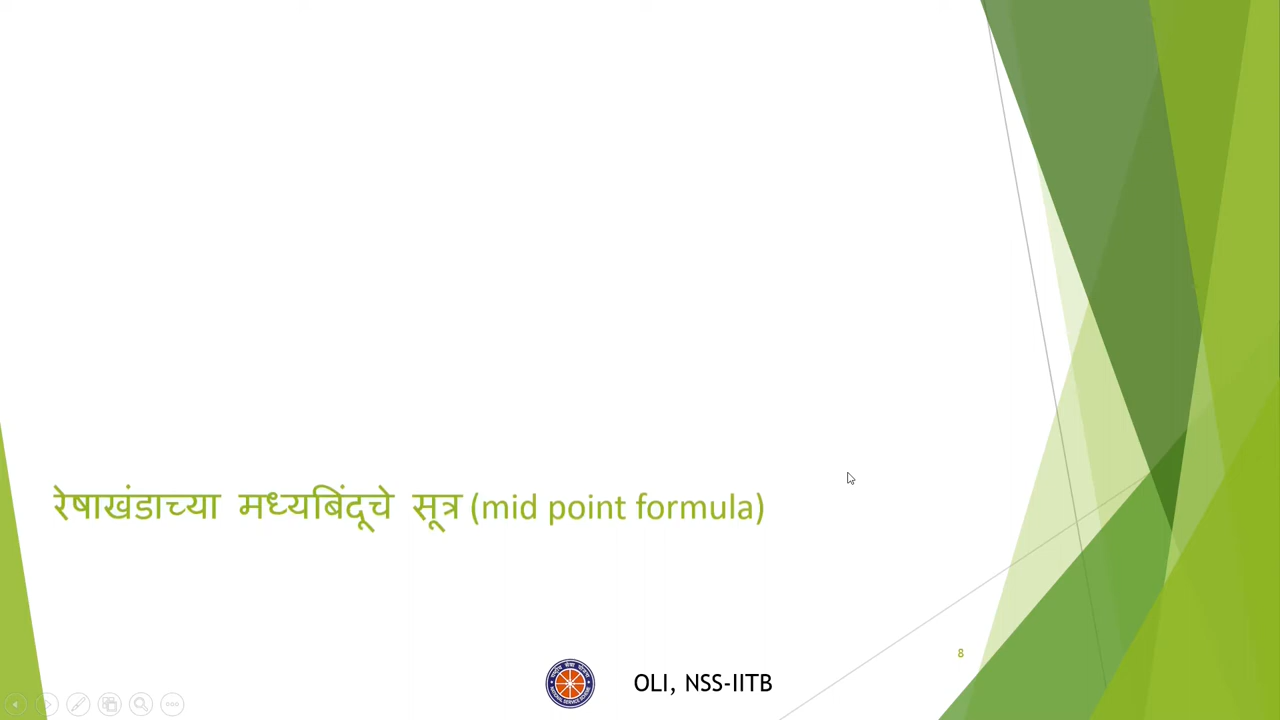 रेषाखंडाच्या मध्यबिंदूचे सूत्र (mid point formula)
8
OLI, NSS-IITB